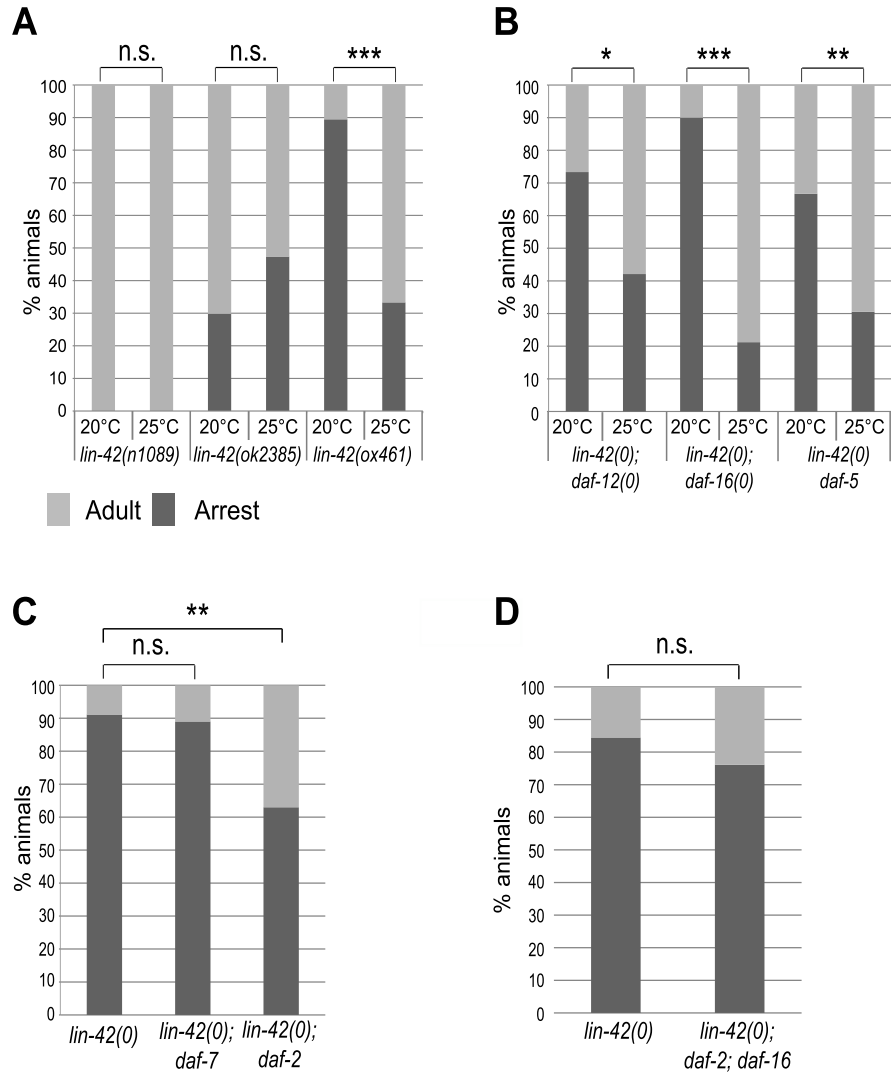 A
n.s. n.s. ***
100
90
80
70
60
50
40
30
20
10
0
% animals
20°C 25°C 20°C 25°C 20°C 25°C
lin-42(n1089) lin-42(ok2385) lin-42(ox461)
Adult Arrest
B
* *** **
100
90
80
70
60
50
40
30
20
10
0
% animals
20°C 25°C 20°C 25°C 20°C 25°C
lin-42(0); lin-42(0); lin-42(0)
daf-12(0) daf-16(0) daf-5
C
**
n.s.
100
90
80
70
60
50
40
30
20
10
0
% animals
lin-42(0) lin-42(0); lin-42(0);
daf-7 daf-2
D
n.s.
100
90
80
70
60
50
40
30
20
10
0
% animals
lin-42(0) lin-42(0);
daf-2; daf-16